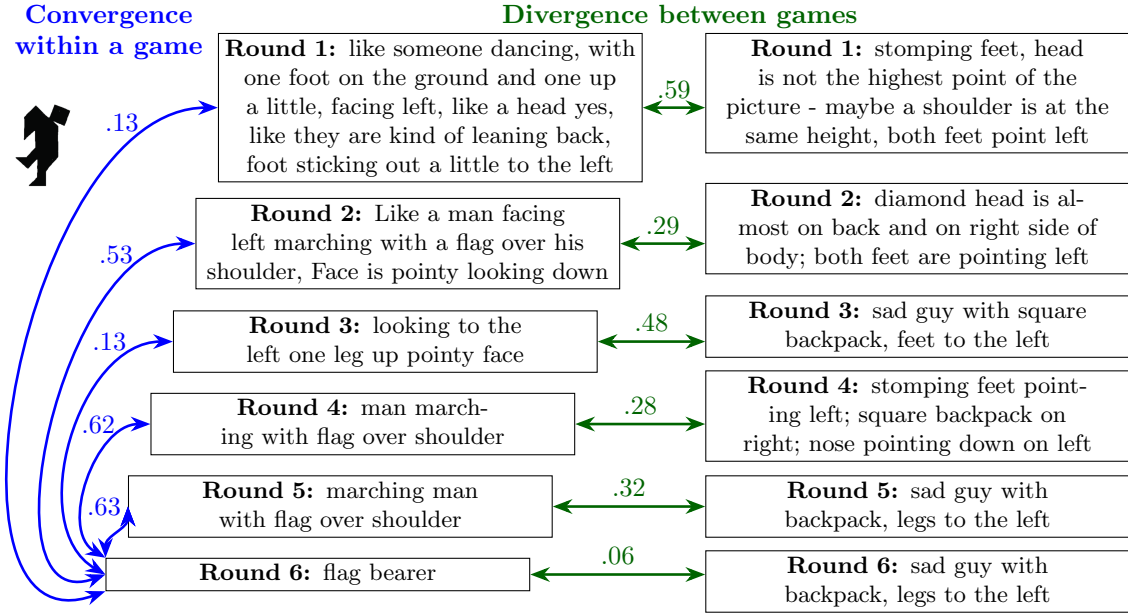 Convergence
within a game
Divergence between games
Round 1: like someone dancing, with
one foot on the ground and one up
a little, facing left, like a head yes,
like they are kind of leaning back,
foot sticking out a little to the left
.13
.59
Round 1: stomping feet, head
is not the highest point of the
picture - maybe a shoulder is at the
same height, both feet point left
Round 2: Like a man facing
left marching with a flag over his
shoulder, Face is pointy looking down
.53
.29
Round 2: diamond head is al-
most on back and on right side of
body; both feet are pointing left
Round 3: looking to the
left one leg up pointy face
.13
.48
Round 3: sad guy with square
backpack, feet to the left
Round 4: man march-
ing with flag over shoulder
.62
.28
Round 4: stomping feet point-
ing left; square backpack on
right; nose pointing down on left
Round 5: marching man
with flag over shoulder
.63
.32
Round 5: sad guy with
backpack, legs to the left
Round 6: flag bearer
.06
Round 6: sad guy with
backpack, legs to the left